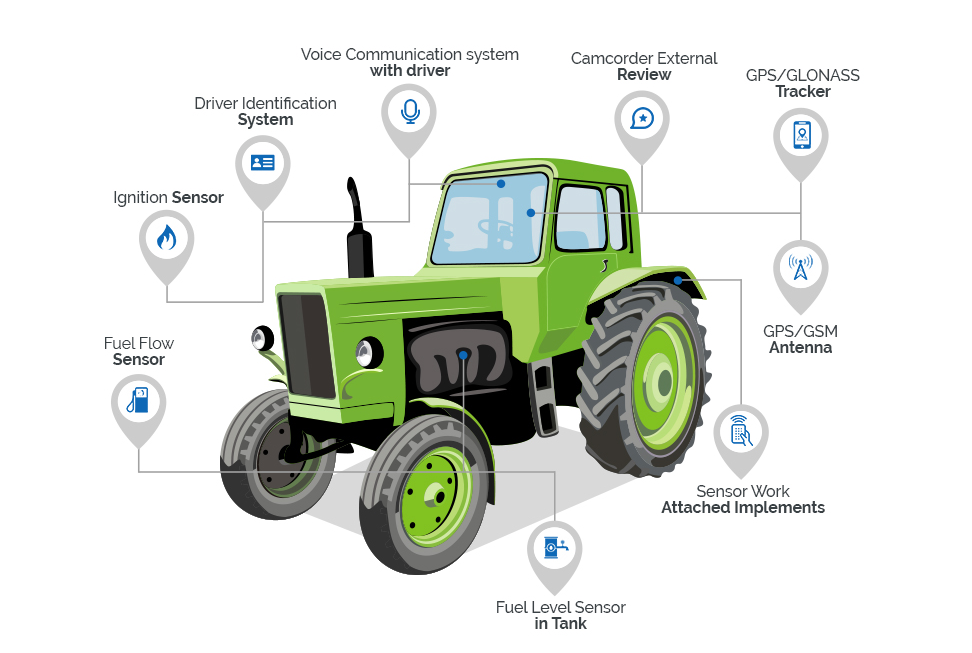 Voice Communication system
with driver
Camcorder External
Review
GPS/GLONASS
Tracker
Driver Identification
System
Ignition Sensor
GPS/GSM
Antenna
Fuel Flow
Sensor
Sensor Work
Attached Implements
Fuel Level Sensor
in Tank